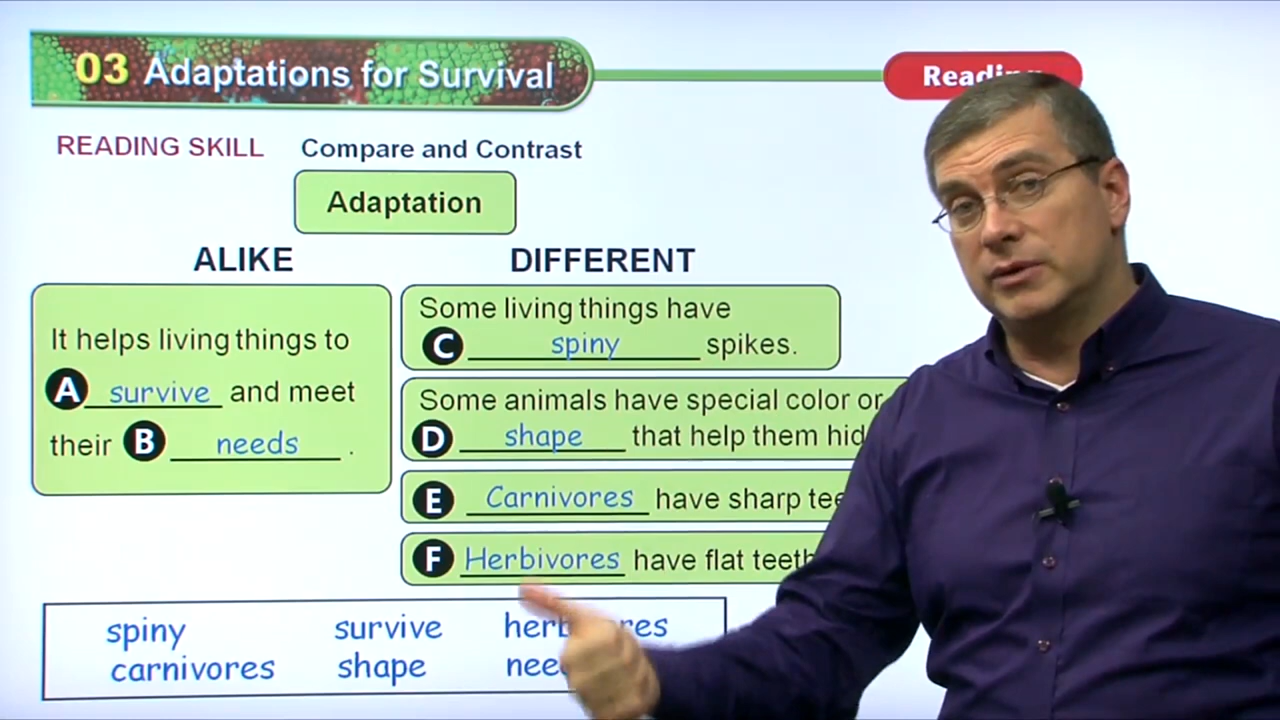 03 Adaptations for Survival
READING SKILL Compare and Contrast
Adaptation
ALIKE
DIFFERENT
It helps living things to
A survive and meet
their B needs .
Some living things have
C spiny spikes.
Some animals have special color or
D shape that help them
E Carnivores have sharp
F Herbivores have flat teeth
spiny survive
carnivores shape